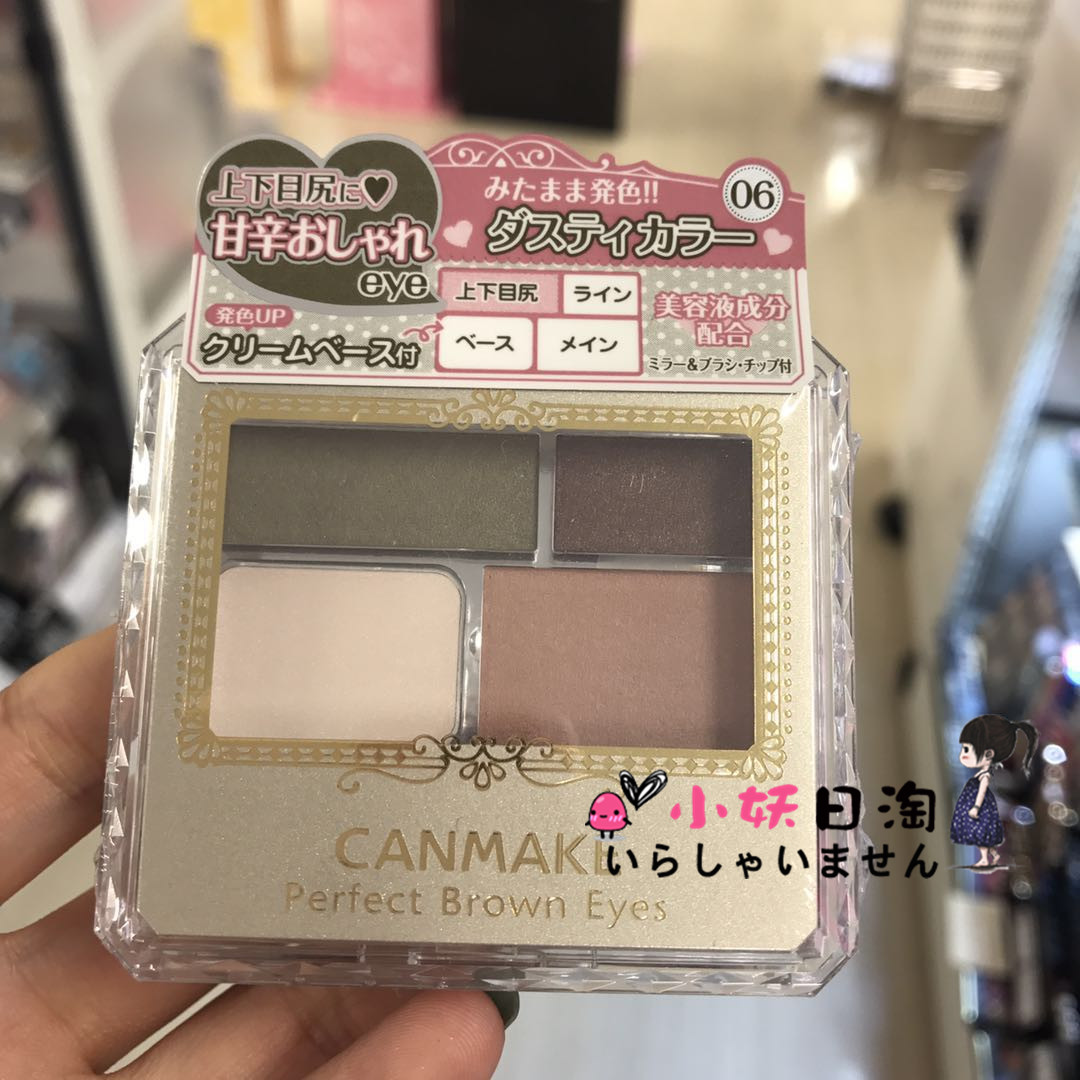 上下目尻に♥
甘辛おしゃれ
eye
発色UP
クリームベース付
みたまま発色!!
ダスティカラー
06
上下目尻
ライン
ベース
メイン
美容液成分
配合
ミラー&ブラシ・チップ付
CANMAKE
Perfect Brown Eyes
小妖日淘
いらしゃいません